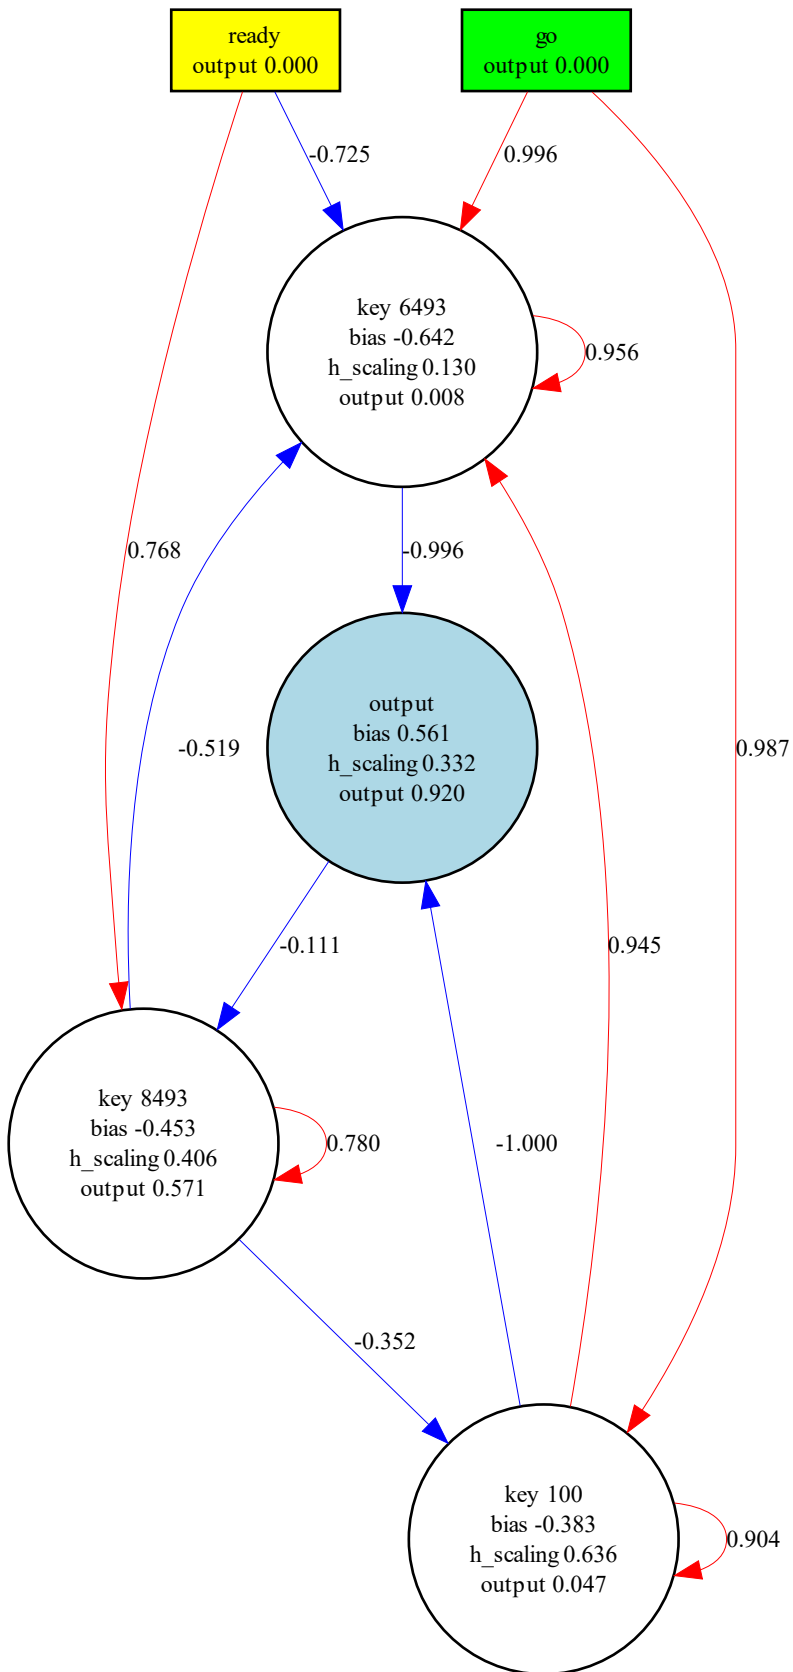 ready
output 0.000
go
output 0.000
-0.725
0.996
key 6493
bias -0.642
h_scaling 0.130
output 0.008
0.956
0.768
-0.996
output
bias 0.561
h_scaling 0.332
output 0.920
-0.519
0.987
-0.111
0.945
key 8493
bias -0.453
h_scaling 0.406
output 0.571
0.780
-1.000
-0.352
key 100
bias -0.383
h_scaling 0.636
output 0.047
0.904